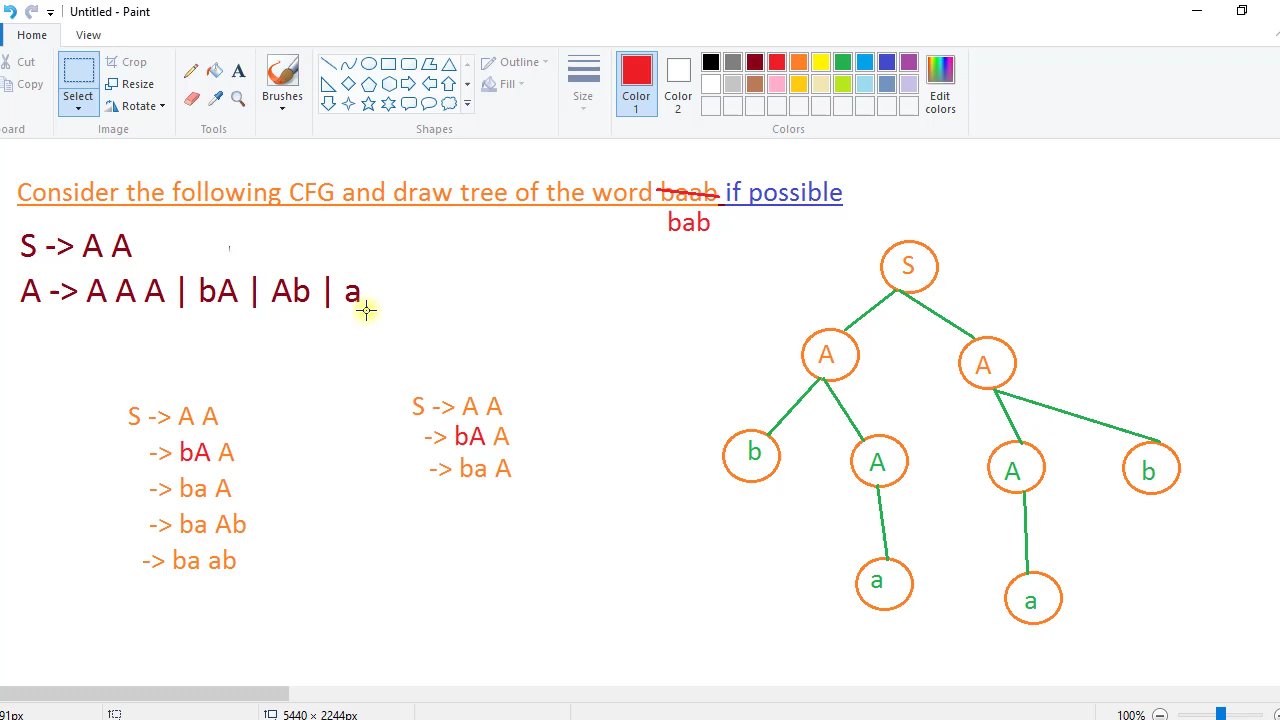 Untitled - Paint
Home View
Cut
Copy
oard
Select
Crop
Resize
Rotate
Image
Tools
Brushes
Shapes
Outline
Fill
Size
Color 1
Color 2
Colors
Edit colors
Consider the following CFG and draw tree of the word baab if possible
bab
S -> A A
A -> A A A | bA | Ab | a
S -> A A
-> bA A
-> ba A
-> ba Ab
-> ba ab
S -> A A
-> bA A
-> ba A
S
A A
b A A b
a a
91px
5440 × 2244px
100%